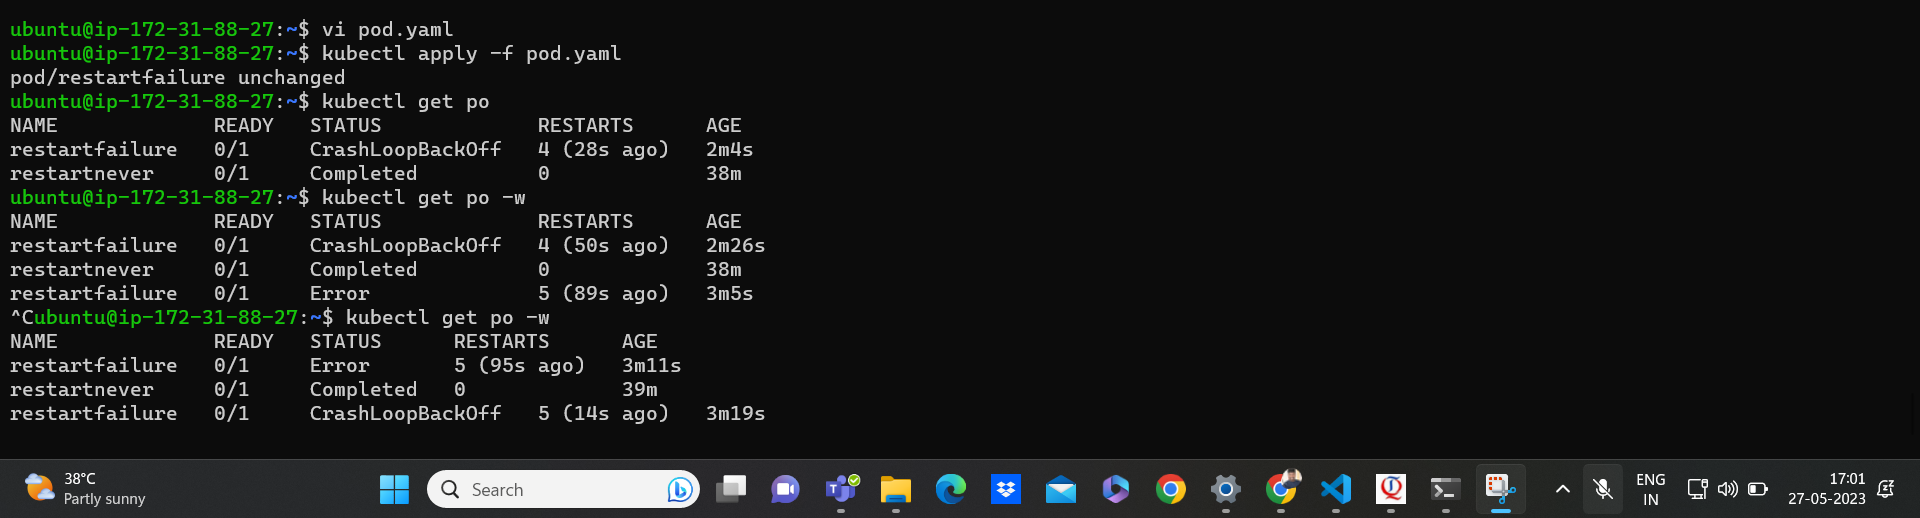 ubuntu@ip-172-31-88-27:~$ vi pod.yaml
ubuntu@ip-172-31-88-27:~$ kubectl apply -f pod.yaml
pod/restartfailure unchanged
ubuntu@ip-172-31-88-27:~$ kubectl get po
NAME             READY   STATUS             RESTARTS      AGE
restartfailure   0/1     CrashLoopBackOff   4 (28s ago)   2m4s
restartnever     0/1     Completed          0             38m
ubuntu@ip-172-31-88-27:~$ kubectl get po -w
NAME             READY   STATUS             RESTARTS      AGE
restartfailure   0/1     CrashLoopBackOff   4 (50s ago)   2m26s
restartnever     0/1     Completed          0             38m
restartfailure   0/1     Error              5 (89s ago)   3m5s
^Cubuntu@ip-172-31-88-27:~$ kubectl get po -w
NAME             READY   STATUS      RESTARTS      AGE
restartfailure   0/1     Error       5 (95s ago)   3m11s
restartnever     0/1     Completed   0             39m
restartfailure   0/1     CrashLoopBackOff   5 (14s ago)   3m19s
38°C
Partly sunny
Search
ENG
IN
17:01
27-05-2023